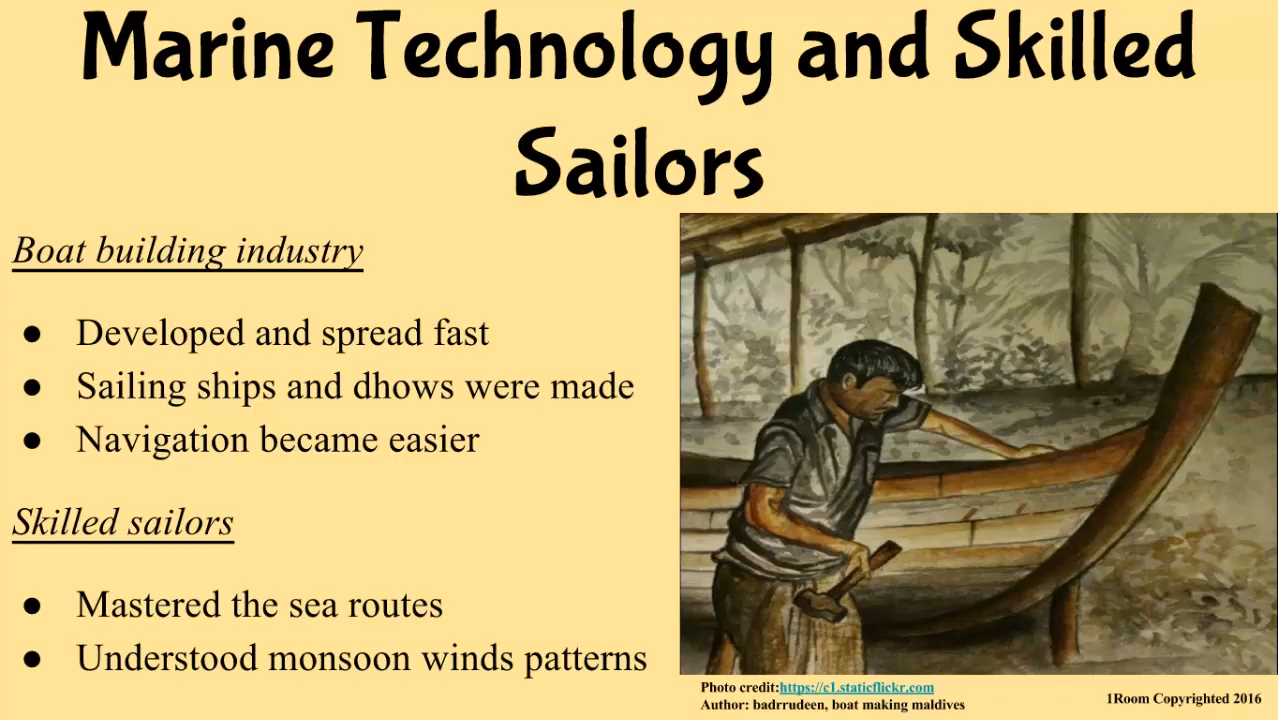 Marine Technology and Skilled
Sailors
Boat building industry
● Developed and spread fast
● Sailing ships and dhows were made
● Navigation became easier
Skilled sailors
● Mastered the sea routes
● Understood monsoon winds patterns
Photo credit:https://c1.staticflickr.com
Author: badrrudeen, boat making maldives
1Room Copyrighted 2016